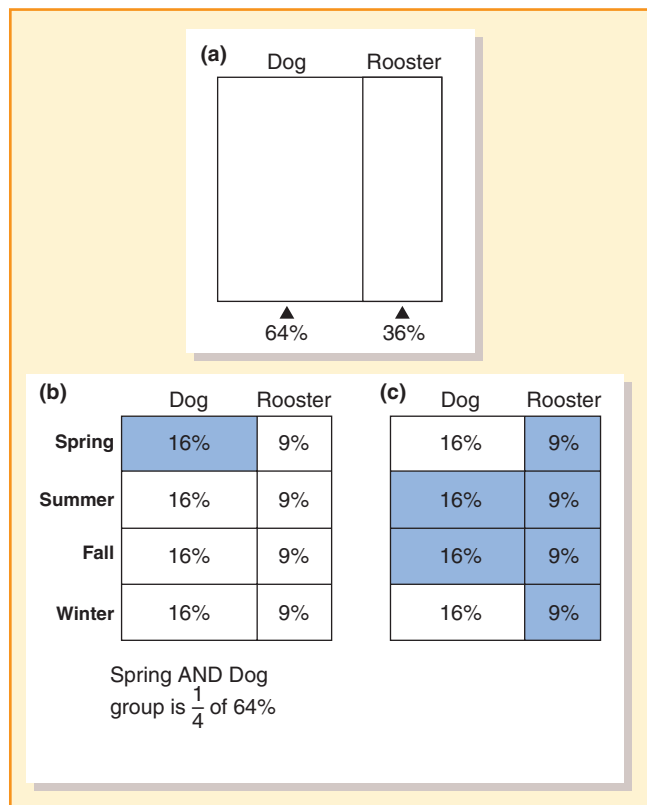 (a)
Dog Rooster
64% 36%
(b)
Dog Rooster
Spring 16% 9%
Summer 16% 9%
Fall 16% 9%
Winter 16% 9%
Spring AND Dog
group is 1/4 of 64%
(c)
Dog Rooster
16% 9%
16% 9%
16% 9%
16% 9%